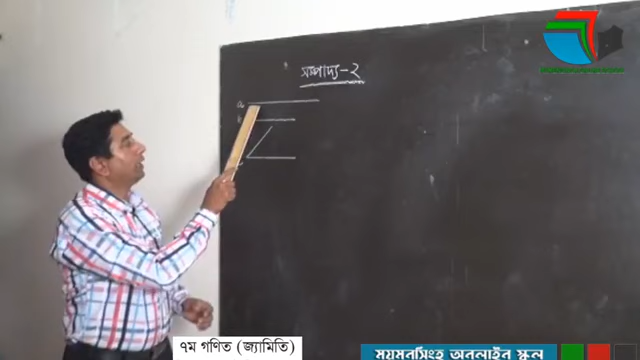 সম্পাদ্য-২
a
b
৭ম গণিত (জ্যামিতি)
ময়মনসিংহ অনলাইন স্কুল